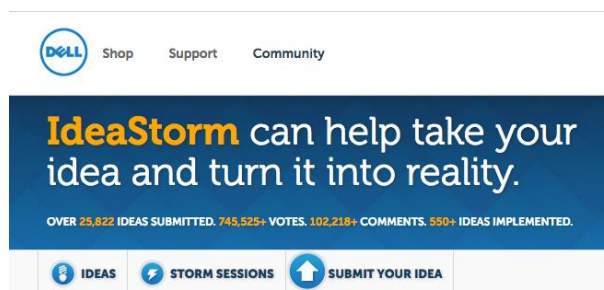 DELL Shop Support Community
IdeaStorm can help take your
idea and turn it into reality.
OVER 25,822 IDEAS SUBMITTED. 745,525+ VOTES. 102,218+ COMMENTS. 550+ IDEAS IMPLEMENTED.
IDEAS STORM SESSIONS SUBMIT YOUR IDEA